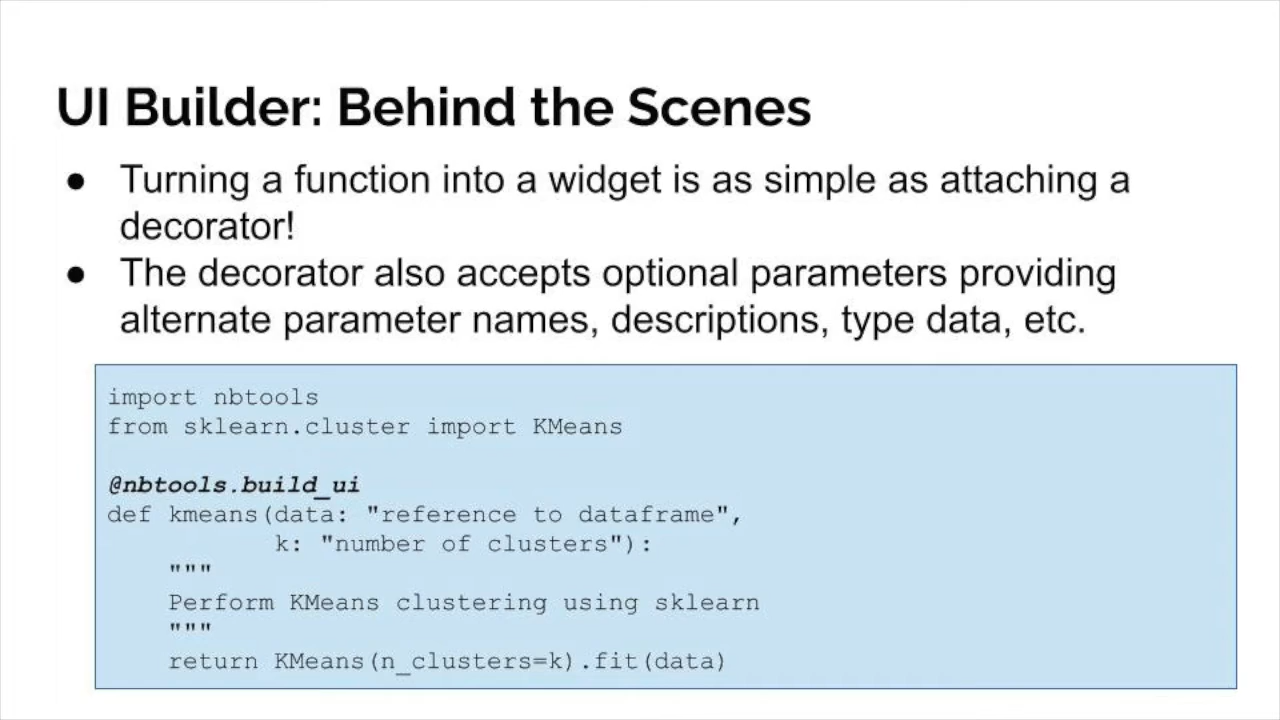 UI Builder: Behind the Scenes
● Turning a function into a widget is as simple as attaching a
decorator!
● The decorator also accepts optional parameters providing
alternate parameter names, descriptions, type data, etc.
import nbtools
from sklearn.cluster import KMeans
@nbtools.build_ui
def kmeans(data: "reference to dataframe",
           k: "number of clusters"):
    """
    Perform KMeans clustering using sklearn
    """
    return KMeans(n_clusters=k).fit(data)